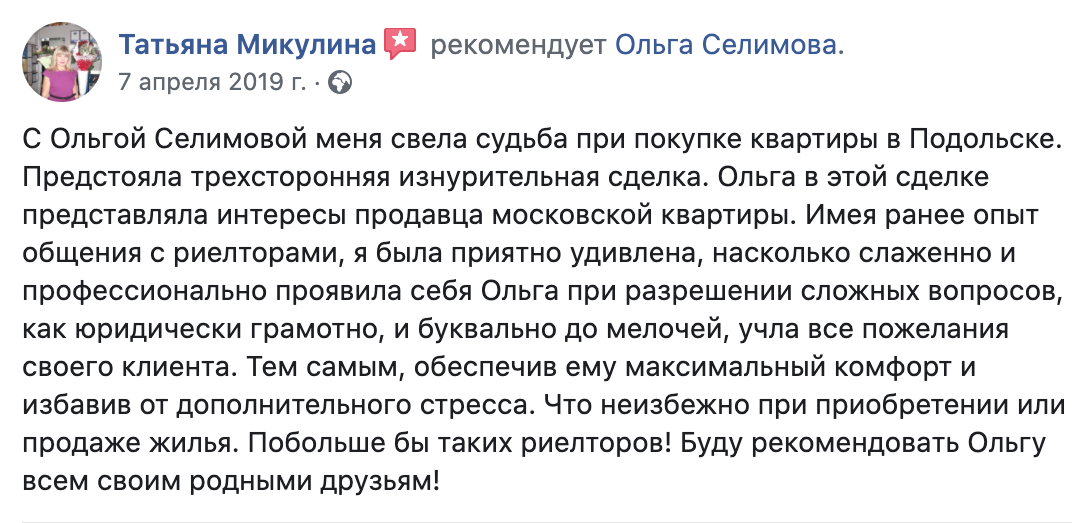 Татьяна Микулина рекомендует Ольга Селимова.
7 апреля 2019 г. ·
С Ольгой Селимовой меня свела судьба при покупке квартиры в Подольске.
Предстояла трехсторонняя изнурительная сделка. Ольга в этой сделке
представляла интересы продавца московской квартиры. Имея ранее опыт
общения с риелторами, я была приятно удивлена, насколько слаженно и
профессионально проявила себя Ольга при разрешении сложных вопросов,
как юридически грамотно, и буквально до мелочей, учла все пожелания
своего клиента. Тем самым, обеспечив ему максимальный комфорт и
избавив от дополнительного стресса. Что неизбежно при приобретении или
продаже жилья. Побольше бы таких риелторов! Буду рекомендовать Ольгу
всем своим родными друзьям!